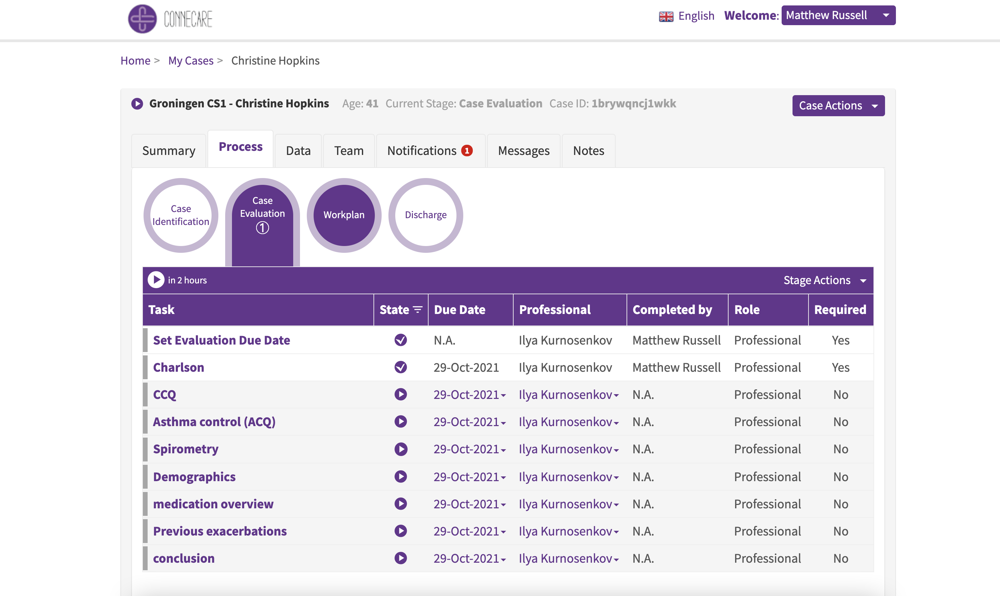 CONNECARE
English Welcome: Matthew Russell
Home > My Cases > Christine Hopkins
Groningen CS1 - Christine Hopkins Age: 41 Current Stage: Case Evaluation Case ID: 1brywqncj1wkk
Case Actions
Summary Process Data Team Notifications 1 Messages Notes
Case
Identification
Case
Evaluation
1
Workplan
Discharge
in 2 hours Stage Actions
Task State Due Date Professional Completed by Role Required
Set Evaluation Due Date N.A. Ilya Kurnosenkov Matthew Russell Professional Yes
Charlson 29-Oct-2021 Ilya Kurnosenkov Matthew Russell Professional Yes
CCQ 29-Oct-2021 Ilya Kurnosenkov N.A. Professional No
Asthma control (ACQ) 29-Oct-2021 Ilya Kurnosenkov N.A. Professional No
Spirometry 29-Oct-2021 Ilya Kurnosenkov N.A. Professional No
Demographics 29-Oct-2021 Ilya Kurnosenkov N.A. Professional No
medication overview 29-Oct-2021 Ilya Kurnosenkov N.A. Professional No
Previous exacerbations 29-Oct-2021 Ilya Kurnosenkov N.A. Professional No
conclusion 29-Oct-2021 Ilya Kurnosenkov N.A. Professional No